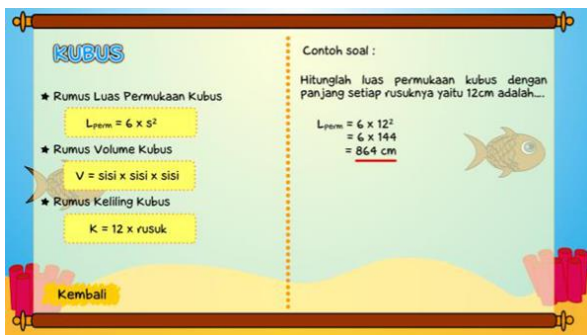 KUBUS
★ Rumus Luas Permukaan Kubus
Lperm = 6 x s²
★ Rumus Volume Kubus
V = sisi x sisi x sisi
★ Rumus Keliling Kubus
K = 12 x rusuk
Kembali
Contoh soal :
Hitunglah luas permukaan kubus dengan
panjang setiap rusuknya yaitu 12cm adalah....
Lperm = 6 x 12²
= 6 x 144
= 864 cm